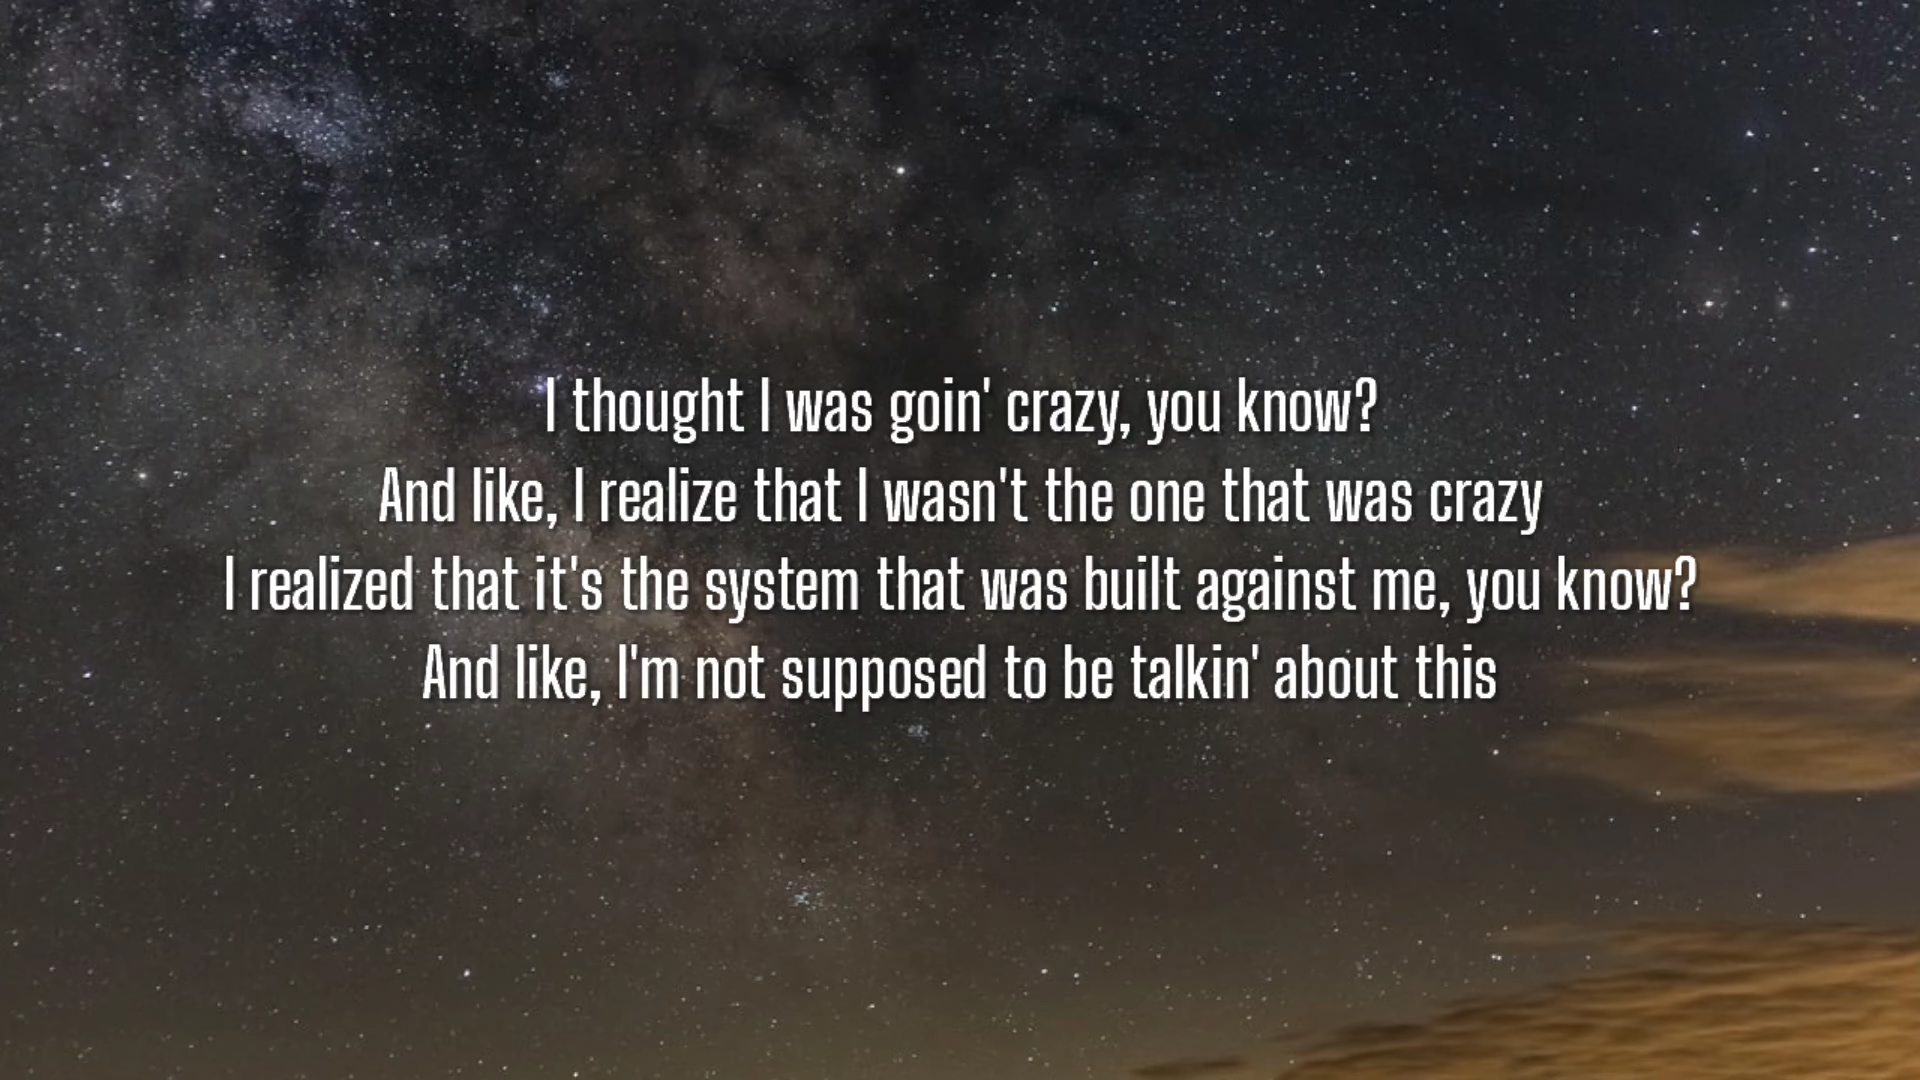 I thought I was goin' crazy, you know?
And like, I realize that I wasn't the one that was crazy
I realized that it's the system that was built against me, you know?
And like, I'm not supposed to be talkin' about this